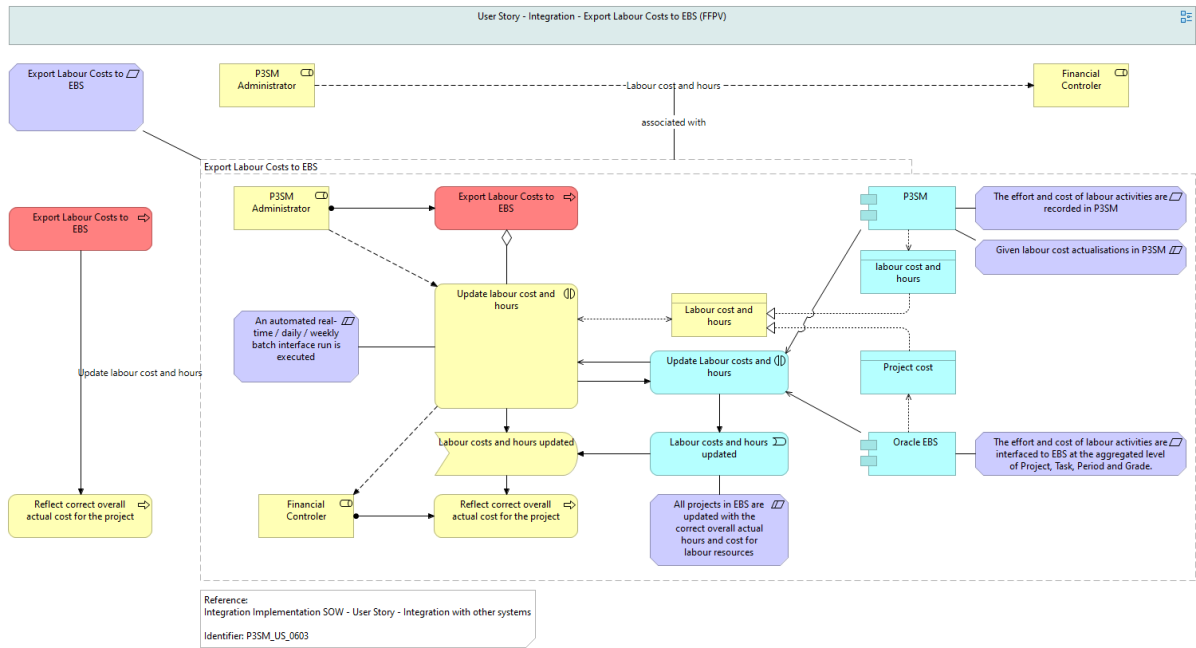 User Story - Integration - Export Labour Costs to EBS (FFPV)
Export Labour Costs to
EBS
P3SM
Administrator
Labour cost and hours
Financial
Controler
associated with
Export Labour Costs to EBS
P3SM
Administrator
Export Labour Costs to
EBS
P3SM
The effort and cost of labour activities are
recorded in P3SM
Export Labour Costs to
EBS
Given labour cost actualisations in P3SM
labour cost and
hours
Update labour cost and
hours
Labour cost and
hours
An automated real-
time / daily / weekly
batch interface run is
executed
Update Labour costs and
hours
Project cost
Update labour cost and hours
Labour costs and hours updated
Labour costs and hours
updated
Oracle EBS
The effort and cost of labour activities are
interfaced to EBS at the aggregated level
of Project, Task, Period and Grade.
Reflect correct overall
actual cost for the project
Financial
Controler
Reflect correct overall
actual cost for the project
All projects in EBS are
updated with the
correct overall actual
hours and cost for
labour resources
Reference:
Integration Implementation SOW - User Story - Integration with other systems
Identifier: P3SM_US_0603